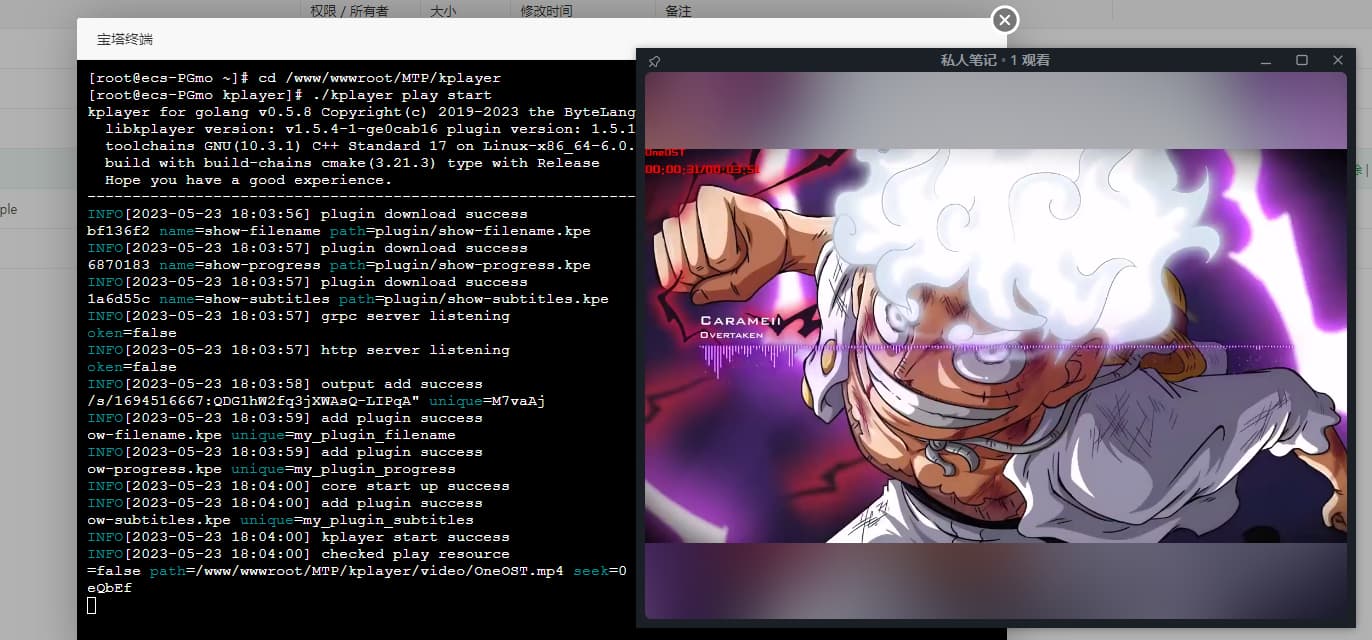 权限 / 所有者 大小 修改时间 备注
宝塔终端
[root@ecs-PGmo ~]# cd /www/wwwroot/MTP/kplayer
[root@ecs-PGmo kplayer]# ./kplayer play start
kplayer for golang v0.5.8 Copyright(c) 2019-2023 the ByteLang
libkplayer version: v1.5.4-1-ge0cab16 plugin version: 1.5.1
toolchains GNU(10.3.1) C++ Standard 17 on Linux-x86_64-6.0.
build with build-chains cmake(3.21.3) type with Release
Hope you have a good experience.
INFO[2023-05-23 18:03:56] plugin download success
bf136f2 name=show-filename path=plugin/show-filename.kpe
INFO[2023-05-23 18:03:57] plugin download success
6870183 name=show-progress path=plugin/show-progress.kpe
INFO[2023-05-23 18:03:57] plugin download success
1a6d55c name=show-subtitles path=plugin/show-subtitles.kpe
INFO[2023-05-23 18:03:57] grpc server listening
oken=false
INFO[2023-05-23 18:03:57] http server listening
oken=false
INFO[2023-05-23 18:03:58] output add success
/s/1694516667:QDG1hW2fq3jXWAsQ-LIPqA" unique=M7vaAj
INFO[2023-05-23 18:03:59] add plugin success
ow-filename.kpe unique=my_plugin_filename
INFO[2023-05-23 18:03:59] add plugin success
ow-progress.kpe unique=my_plugin_progress
INFO[2023-05-23 18:04:00] core start up success
INFO[2023-05-23 18:04:00] add plugin success
ow-subtitles.kpe unique=my_plugin_subtitles
INFO[2023-05-23 18:04:00] kplayer start success
INFO[2023-05-23 18:04:00] checked play resource
=false path=/www/wwwroot/MTP/kplayer/video/OneOST.mp4 seek=0
eQbEf
ple
私人笔记 · 1 观看
OneOST
00:00:31/00:03:51
Carameii
Overtaken